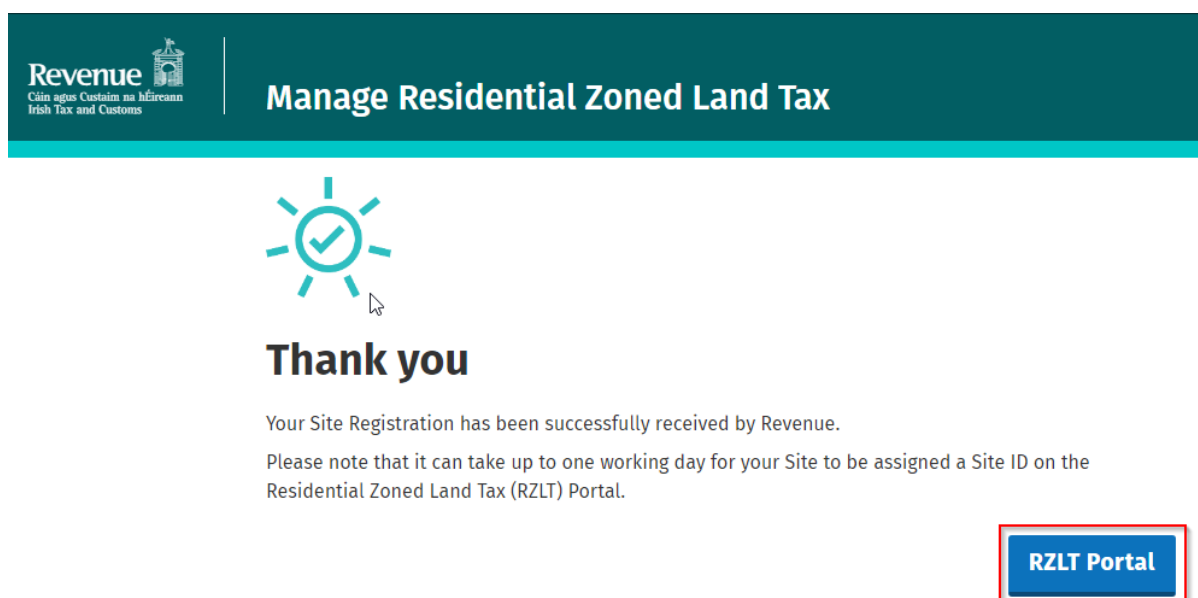 Revenue
Cáin agus Custaim na hÉireann
Irish Tax and Customs
Manage Residential Zoned Land Tax
Thank you
Your Site Registration has been successfully received by Revenue.
Please note that it can take up to one working day for your Site to be assigned a Site ID on the
Residential Zoned Land Tax (RZLT) Portal.
RZLT Portal